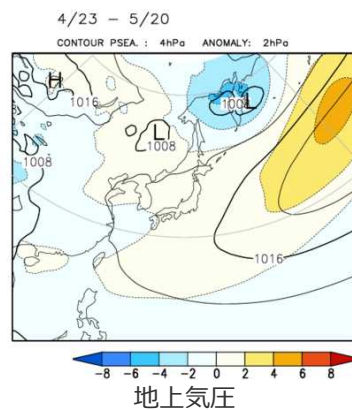 4/23 - 5/20
CONTOUR PSEA. : 4hPa ANOMALY: 2hPa
H
1016
1008
L
1008
1004
L
1016
-8 -6 -4 -2 0 2 4 6 8
地上気圧